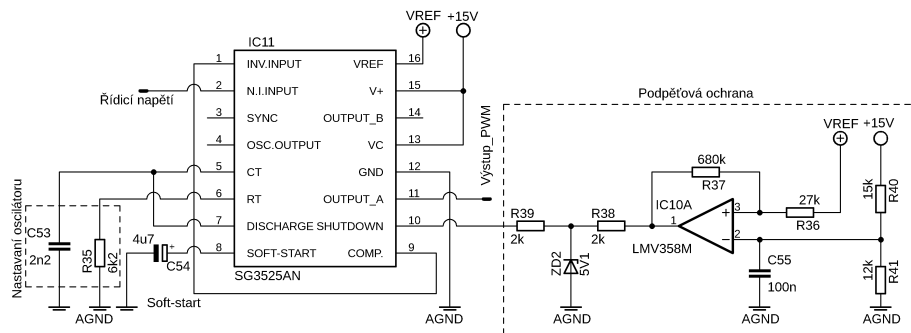 VREF +15V
IC11
1 INV.INPUT VREF 16
2 N.I.INPUT V+ 15
3 SYNC OUTPUT_B 14
4 OSC.OUTPUT VC 13
5 CT GND 12
6 RT OUTPUT_A 11
7 DISCHARGE SHUTDOWN 10
8 SOFT-START COMP. 9
SG3525AN
Řídicí napětí
Nastavaní oscilátoru
C53
2n2
R35
6k2
4u7
+
C54
Soft-start
AGND
AGND
Výstup_PWM
Podpěťová ochrana
VREF +15V
680k
R37
27k
R36
15k
R40
IC10A
+ 3
1
− 2
LMV358M
R39
2k
R38
2k
ZD2
5V1
C55
100n
12k
R41
AGND
AGND
AGND